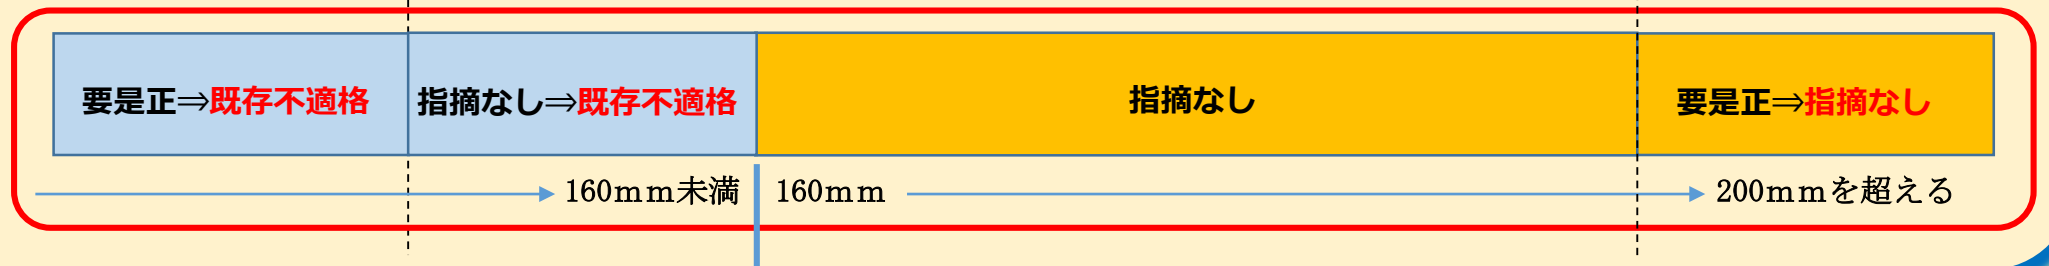 要是正⇒既存不適格
指摘なし⇒既存不適格
指摘なし
要是正⇒指摘なし
160ｍｍ未満
160ｍｍ
200ｍｍを超える